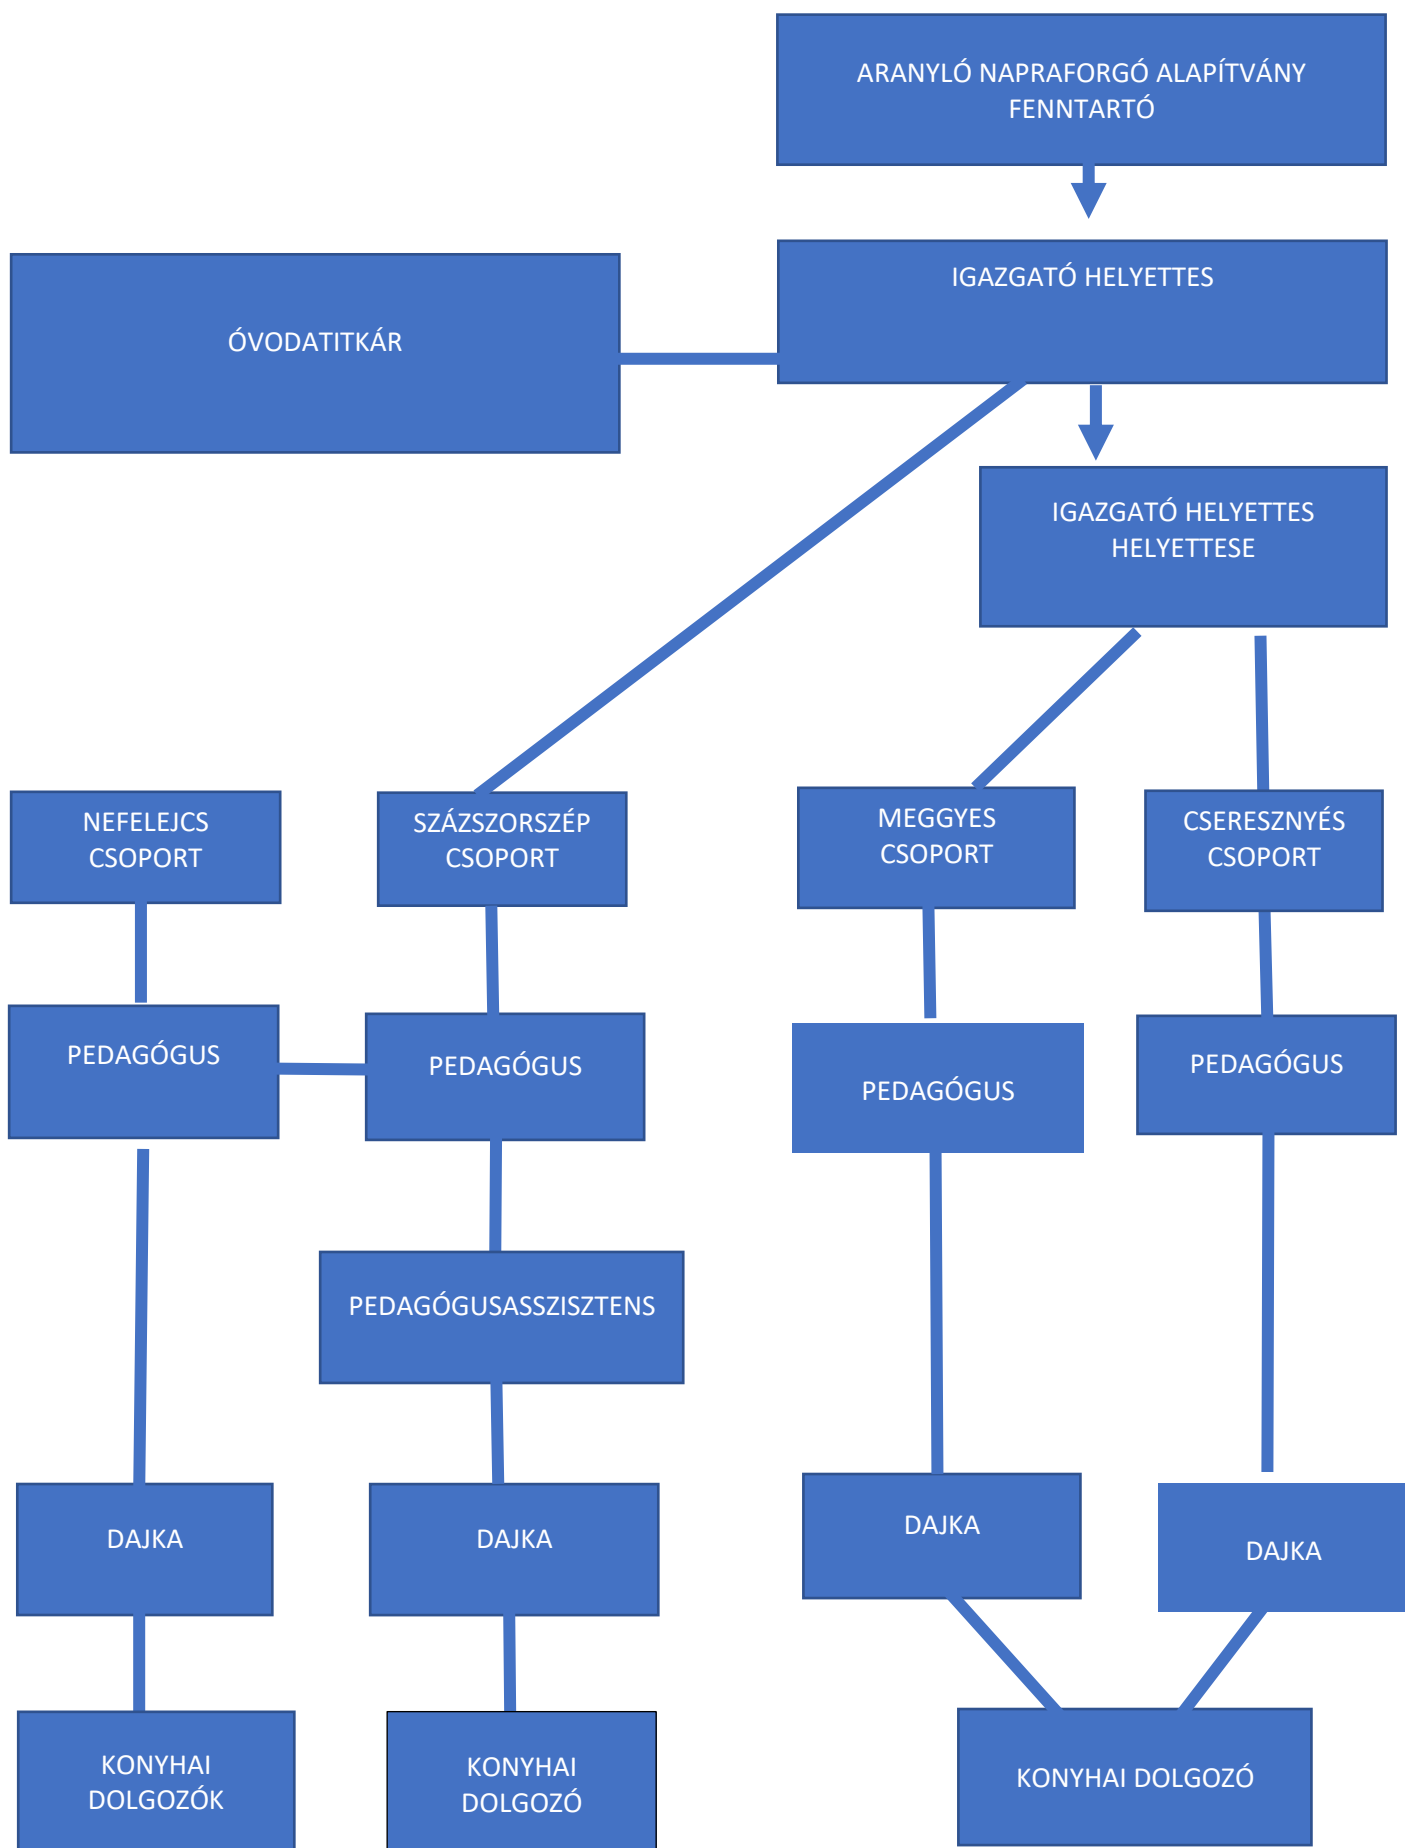 ARANYLÓ NAPRAFORGÓ ALAPÍTVÁNY
FENNTARTÓ
IGAZGATÓ HELYETTES
ÓVODATITKÁR
IGAZGATÓ HELYETTES
HELYETTESE
NEFELEJCS
CSOPORT
SZÁZSZORSZÉP
CSOPORT
MEGGYES
CSOPORT
CSERESZNYÉS
CSOPORT
PEDAGÓGUS
PEDAGÓGUS
PEDAGÓGUS
PEDAGÓGUS
PEDAGÓGUSASSZISZTENS
DAJKA
DAJKA
DAJKA
DAJKA
KONYHAI
DOLGOZÓK
KONYHAI
DOLGOZÓ
KONYHAI DOLGOZÓ